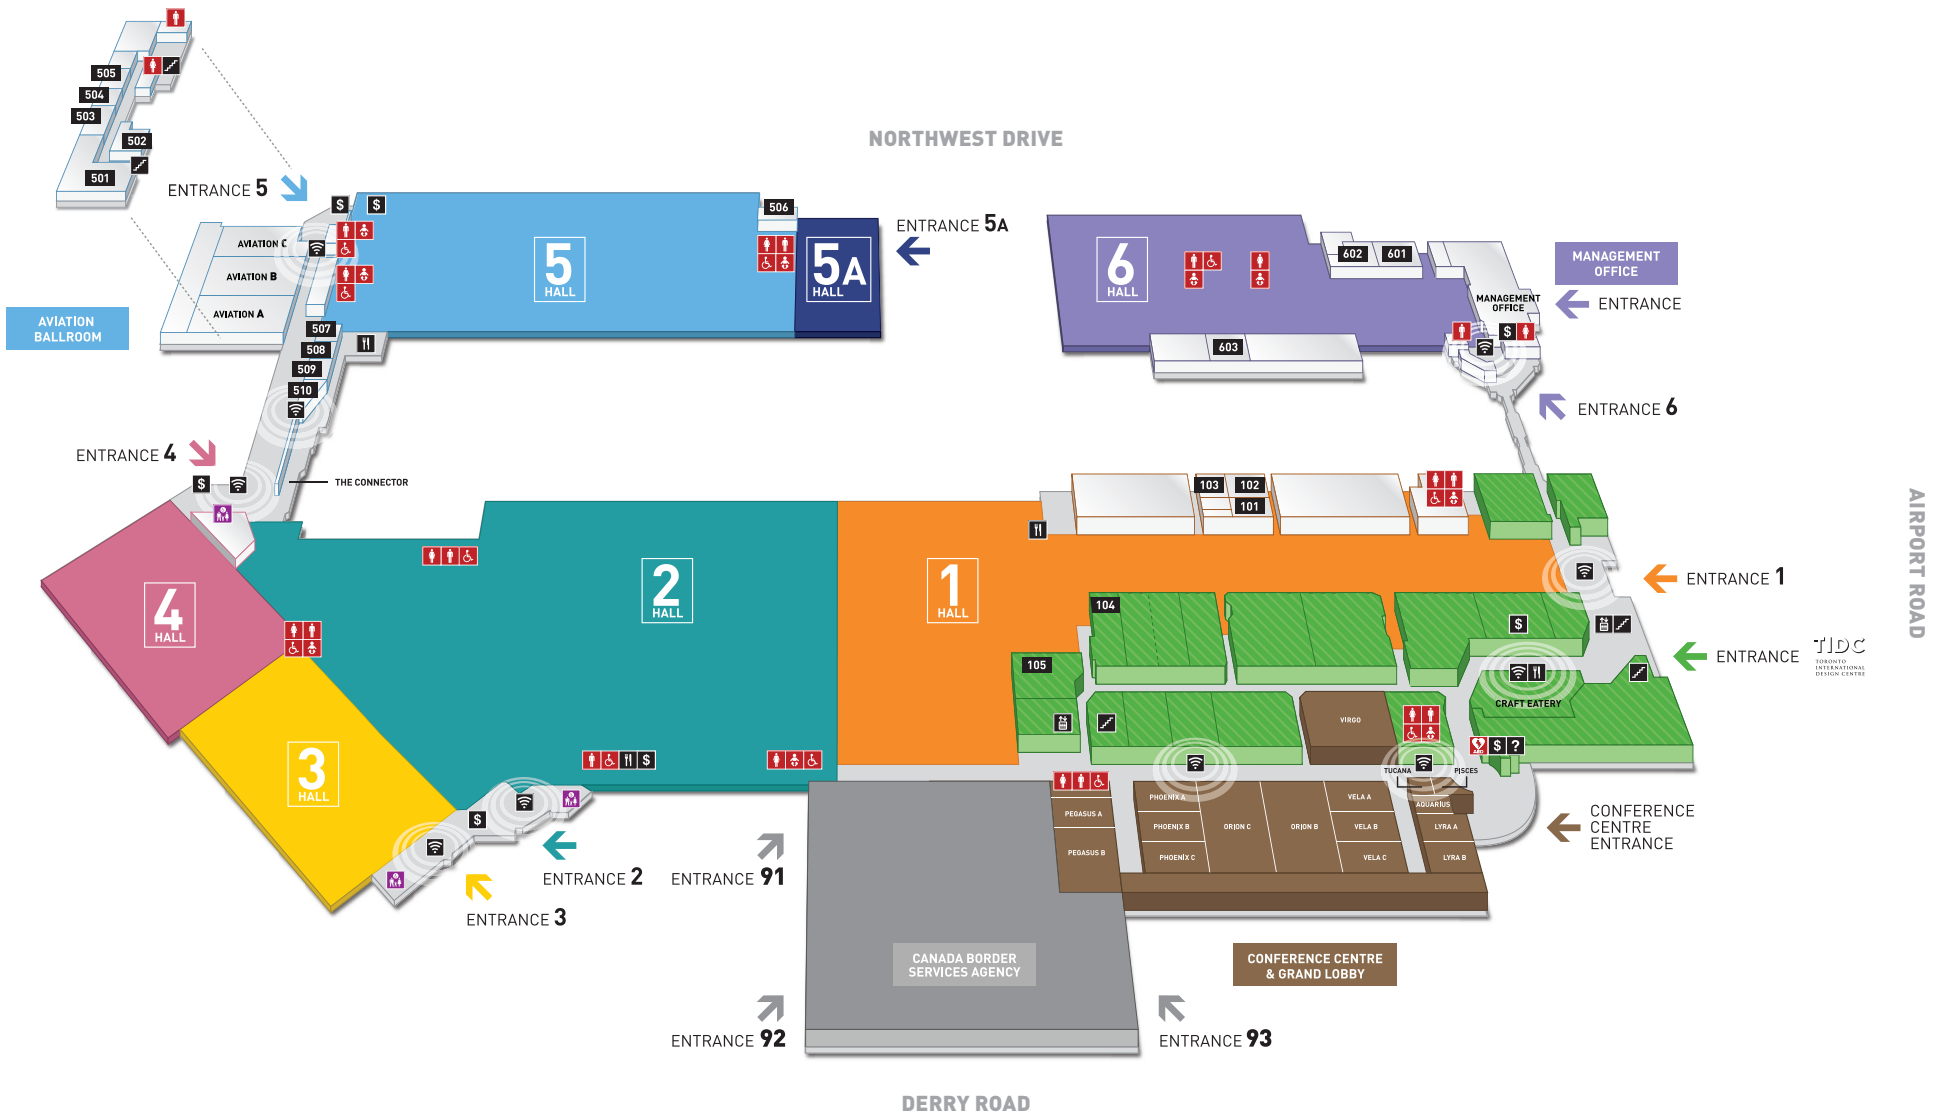 505
504
503
502
501
NORTHWEST DRIVE
ENTRANCE 5
$
$
506
ENTRANCE 5A
AVIATION C
AVIATION B
AVIATION A
AVIATION
BALLROOM
5
HALL
5A
HALL
6
HALL
602
601
603
MANAGEMENT
OFFICE
ENTRANCE
MANAGEMENT
OFFICE
$
507
508
509
510
ENTRANCE 6
ENTRANCE 4
$
THE CONNECTOR
103
102
101
AIRPORT ROAD
4
HALL
2
HALL
1
HALL
104
105
$
ENTRANCE 1
ENTRANCE
TIDC
TORONTO
INTERNATIONAL
DESIGN CENTRE
CRAFT EATERY
VIRGO
3
HALL
$
AED
$
?
TUCANA
PISCES
PHOENIX A
PHOENIX B
PHOENIX C
PEGASUS A
PEGASUS B
ORION C
ORION B
VELA A
VELA B
VELA C
AQUARIUS
LYRA A
LYRA B
CONFERENCE
CENTRE
ENTRANCE
$
ENTRANCE 2
ENTRANCE 91
ENTRANCE 3
CANADA BORDER
SERVICES AGENCY
CONFERENCE CENTRE
& GRAND LOBBY
ENTRANCE 92
ENTRANCE 93
DERRY ROAD